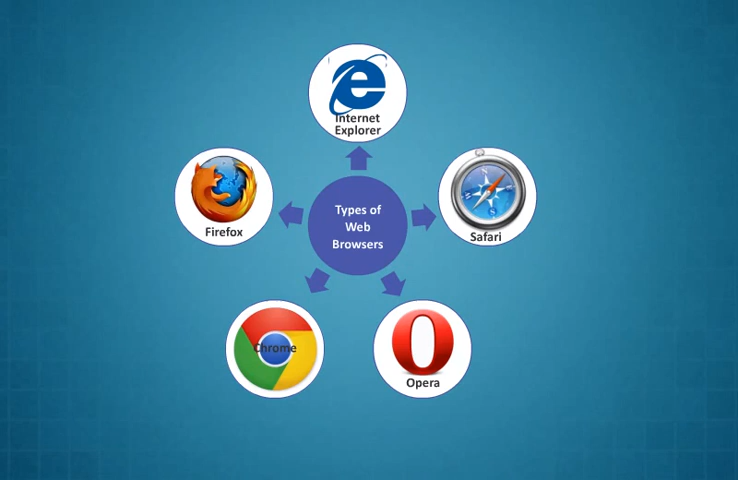 Internet
Explorer
Types of
Web
Browsers
Firefox
Safari
Chrome
Opera